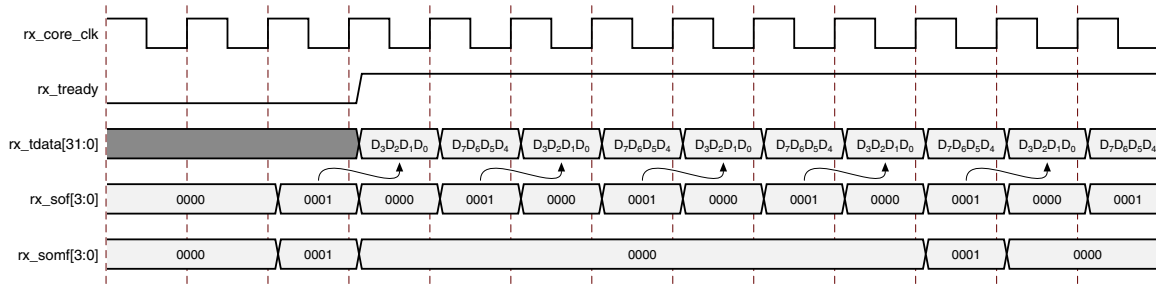 rx_core_clk
rx_tready
rx_tdata[31:0] D₃D₂D₁D₀ D₇D₆D₅D₄ D₃D₂D₁D₀ D₇D₆D₅D₄ D₃D₂D₁D₀ D₇D₆D₅D₄ D₃D₂D₁D₀ D₇D₆D₅D₄ D₃D₂D₁D₀ D₇D₆D₅D₄
rx_sof[3:0] 0000 0001 0000 0001 0000 0001 0000 0001 0000 0001 0000 0001
rx_somf[3:0] 0000 0001 0000 0001 0000